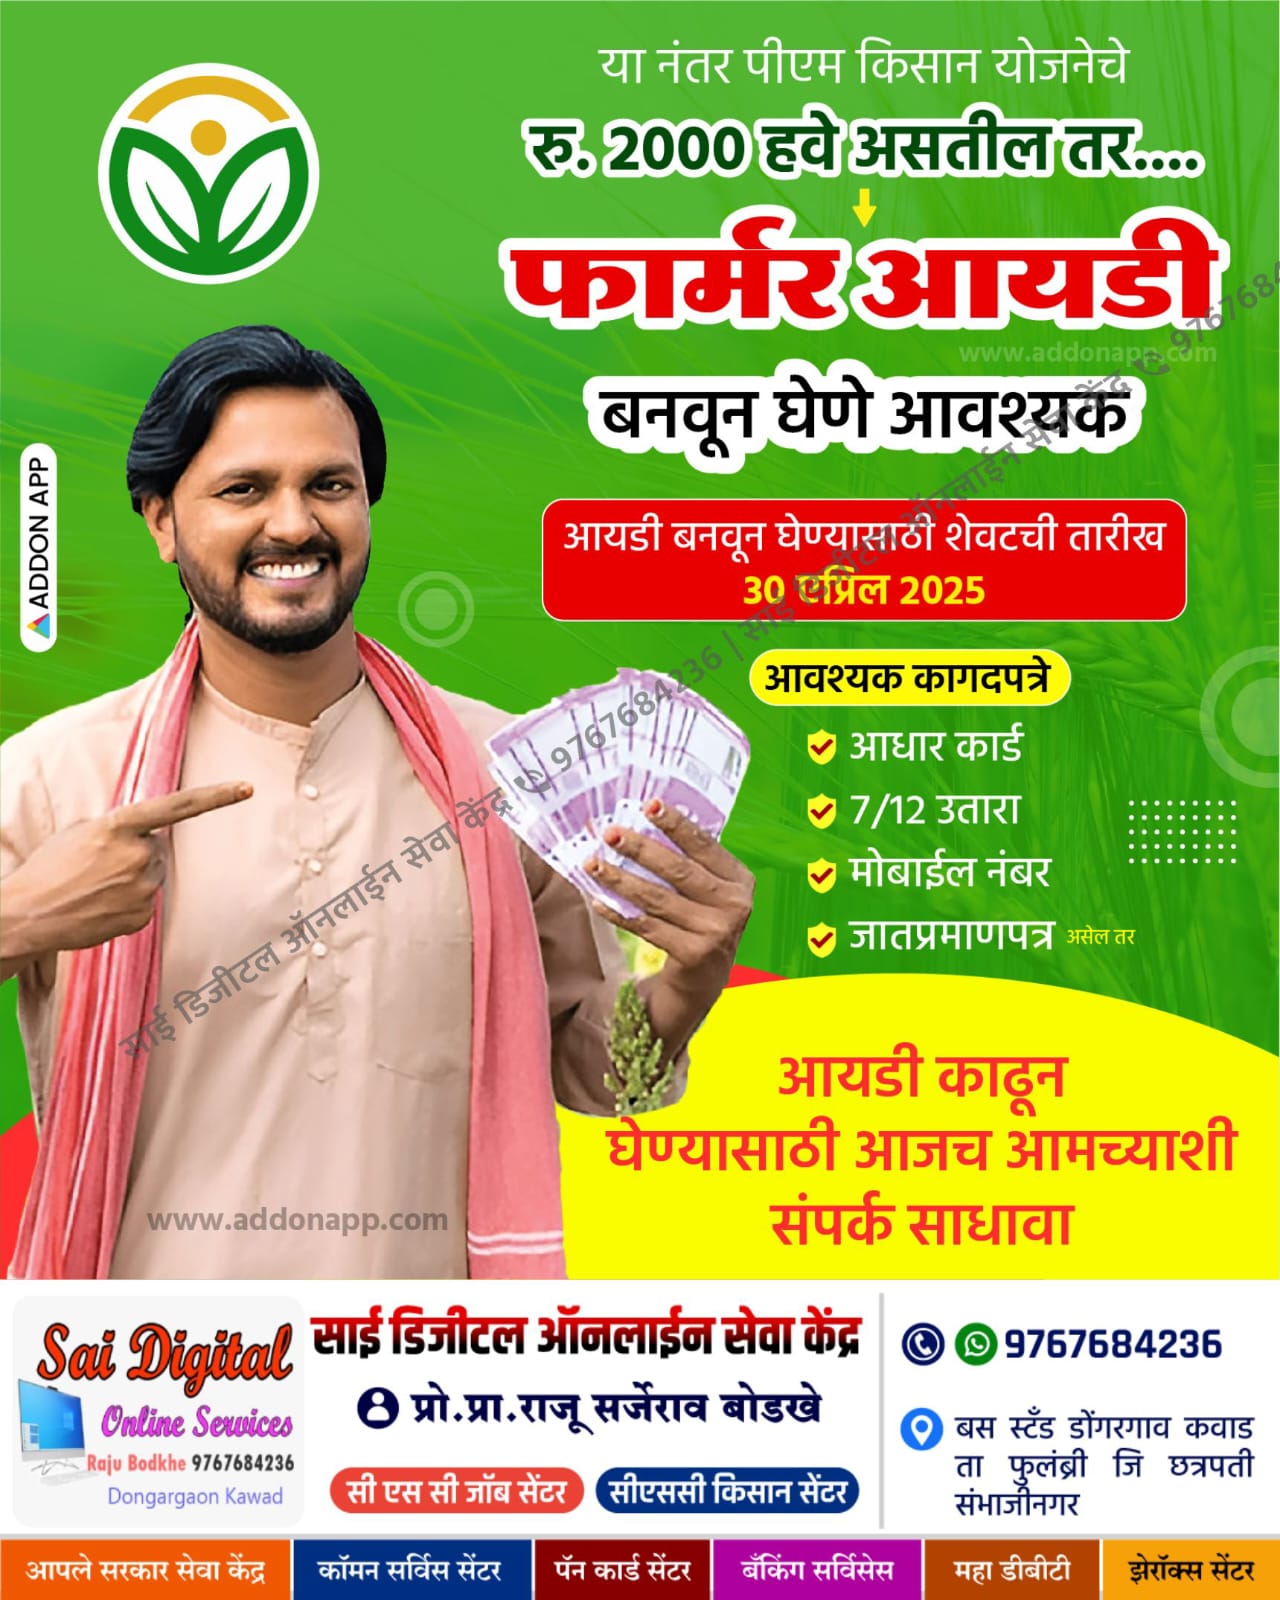 या नंतर पीएम किसान योजनेचे
रु. 2000 हवे असतील तर....
फार्मर आयडी
www.addonapp.com
बनवून घेणे आवश्यक
ADDON APP
आयडी बनवून घेण्यासाठी शेवटची तारीख
30 एप्रिल 2025
आवश्यक कागदपत्रे
आधार कार्ड
7/12 उतारा
मोबाईल नंबर
जातप्रमाणपत्र असेल तर
साई डिजीटल ऑनलाईन सेवा केंद्र 9767684236 | साई डिजीटल ऑनलाईन सेवा केंद्र 9767684
आयडी काढून
घेण्यासाठी आजच आमच्याशी
संपर्क साधावा
www.addonapp.com
Sai Digital
Online Services
Raju Bodkhe 9767684236
Dongargaon Kawad
साई डिजीटल ऑनलाईन सेवा केंद्र
प्रो.प्रा.राजू सर्जेराव बोडखे
सी एस सी जॉब सेंटर सीएससी किसान सेंटर
9767684236
बस स्टँड डोंगरगाव कवाड
ता फुलंब्री जि छत्रपती
संभाजीनगर
आपले सरकार सेवा केंद्र कॉमन सर्विस सेंटर पॅन कार्ड सेंटर बँकिंग सर्विसेस महा डीबीटी झेरॉक्स सेंटर